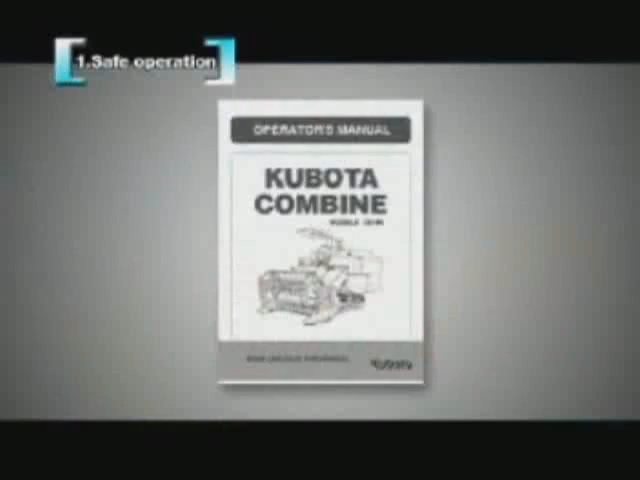 1.Safe operation
OPERATOR'S MANUAL
KUBOTA
COMBINE
Kubota